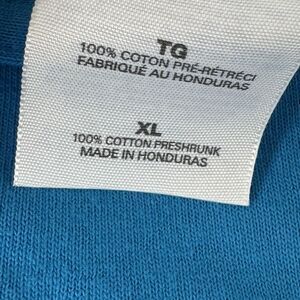 TG
100% COTON PRÉ-RÉTRÉCI
FABRIQUÉ AU HONDURAS
XL
100% COTTON PRESHRUNK
MADE IN HONDURAS